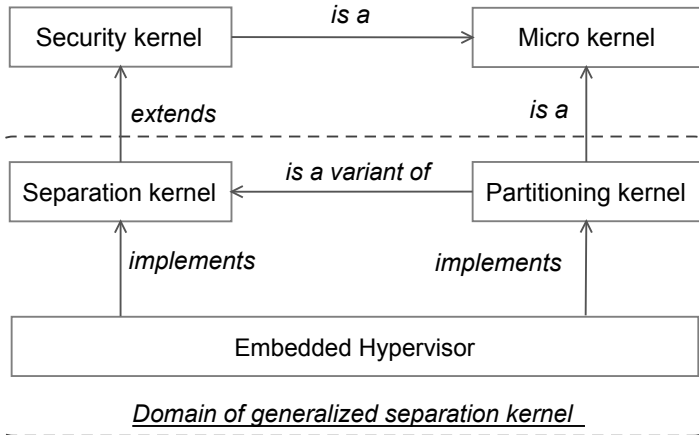 is a
Security kernel
Micro kernel
extends
is a
is a variant of
Separation kernel
Partitioning kernel
implements
implements
Embedded Hypervisor
Domain of generalized separation kernel